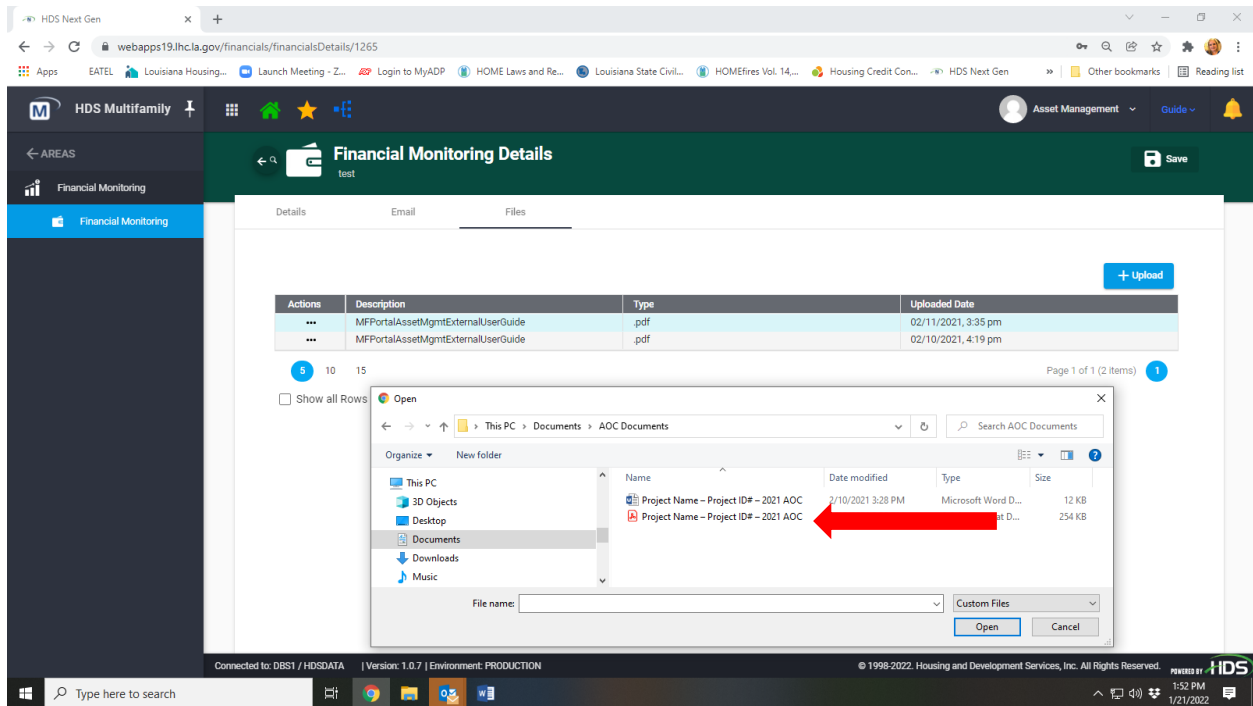 HDS Next Gen
webapps19.lhc.la.gov/financials/financialsDetails/1265
Apps EATEL Louisiana Housing... Launch Meeting - Z... Login to MyADP HOME Laws and Re... Louisiana State Civil... HOMEfires Vol. 14,... Housing Credit Con... HDS Next Gen » Other bookmarks Reading list
M HDS Multifamily Asset Management Guide
AREAS
Financial Monitoring Details
test
Save
Financial Monitoring
Financial Monitoring
Details Email Files
+ Upload
Actions Description Type Uploaded Date
••• MFPortalAssetMgmtExternalUserGuide .pdf 02/11/2021, 3:35 pm
••• MFPortalAssetMgmtExternalUserGuide .pdf 02/10/2021, 4:19 pm
5 10 15 Page 1 of 1 (2 items) 1
Show all Rows
Open
This PC > Documents > AOC Documents Search AOC Documents
Organize New folder
Name Date modified Type Size
This PC
3D Objects
Desktop
Documents
Downloads
Music
Project Name – Project ID# – 2021 AOC 2/10/2021 3:28 PM Microsoft Word D... 12 KB
Project Name – Project ID# – 2021 AOC at D... 254 KB
File name: Custom Files
Open Cancel
Connected to: DBS1 / HDSDATA | Version: 1.0.7 | Environment: PRODUCTION © 1998-2022. Housing and Development Services, Inc. All Rights Reserved. POWERED BY HDS
Type here to search
1:52 PM
1/21/2022